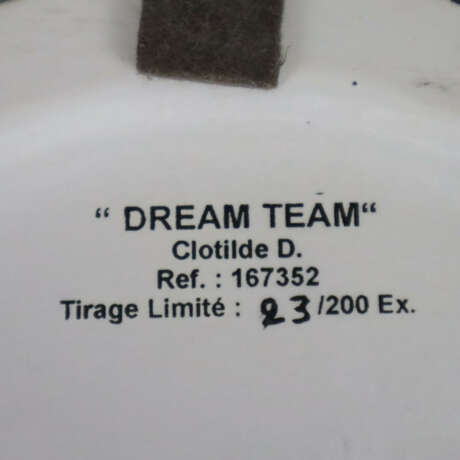 “ DREAM TEAM“
Clotilde D.
Ref. : 167352
Tirage Limité : 23/200 Ex.